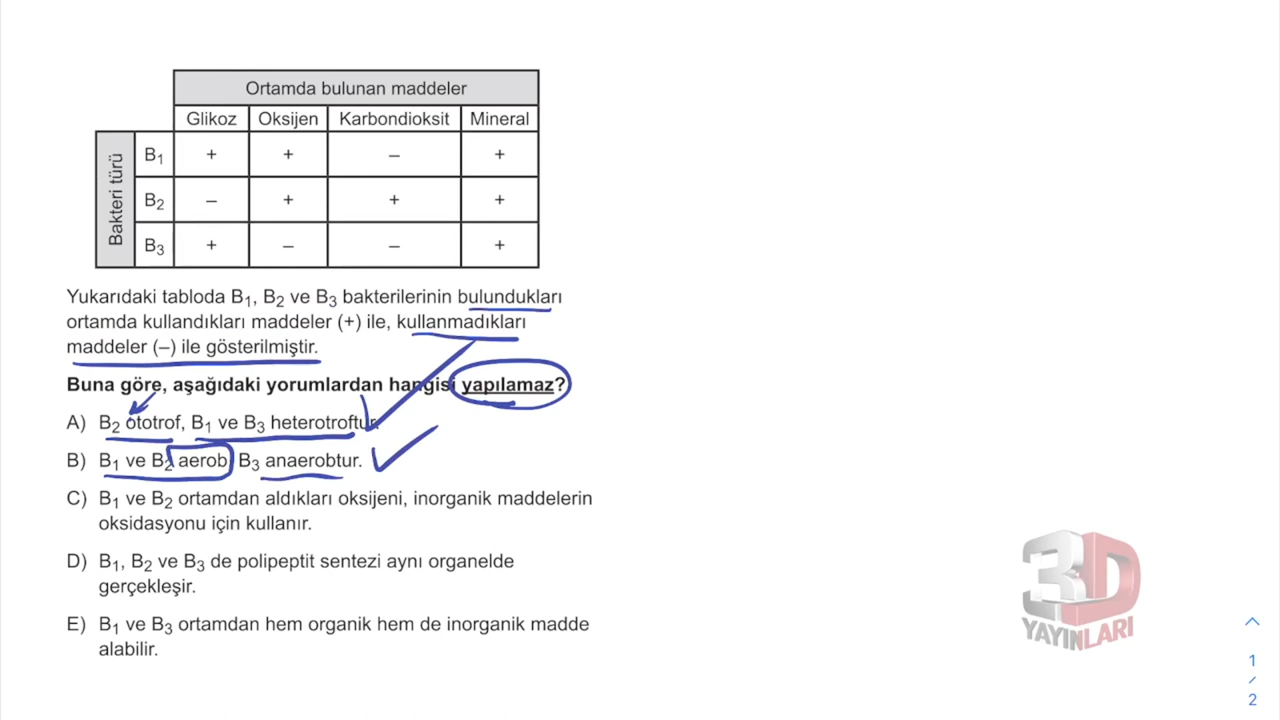 Ortamda bulunan maddeler
Glikoz Oksijen Karbondioksit Mineral
Bakteri türü
B₁ + + – +
B₂ – + + +
B₃ + – – +
Yukarıdaki tabloda B₁, B₂ ve B₃ bakterilerinin bulundukları
ortamda kullandıkları maddeler (+) ile, kullanmadıkları
maddeler (–) ile gösterilmiştir.
Buna göre, aşağıdaki yorumlardan hangisi yapılamaz?
A) B₂ ototrof, B₁ ve B₃ heterotroftur.
B) B₁ ve B₂ aerob, B₃ anaerobtur.
C) B₁ ve B₂ ortamdan aldıkları oksijeni, inorganik maddelerin
oksidasyonu için kullanır.
D) B₁, B₂ ve B₃ de polipeptit sentezi aynı organelde
gerçekleşir.
E) B₁ ve B₃ ortamdan hem organik hem de inorganik madde
alabilir.
3D
YAYINLARI
1
/
2